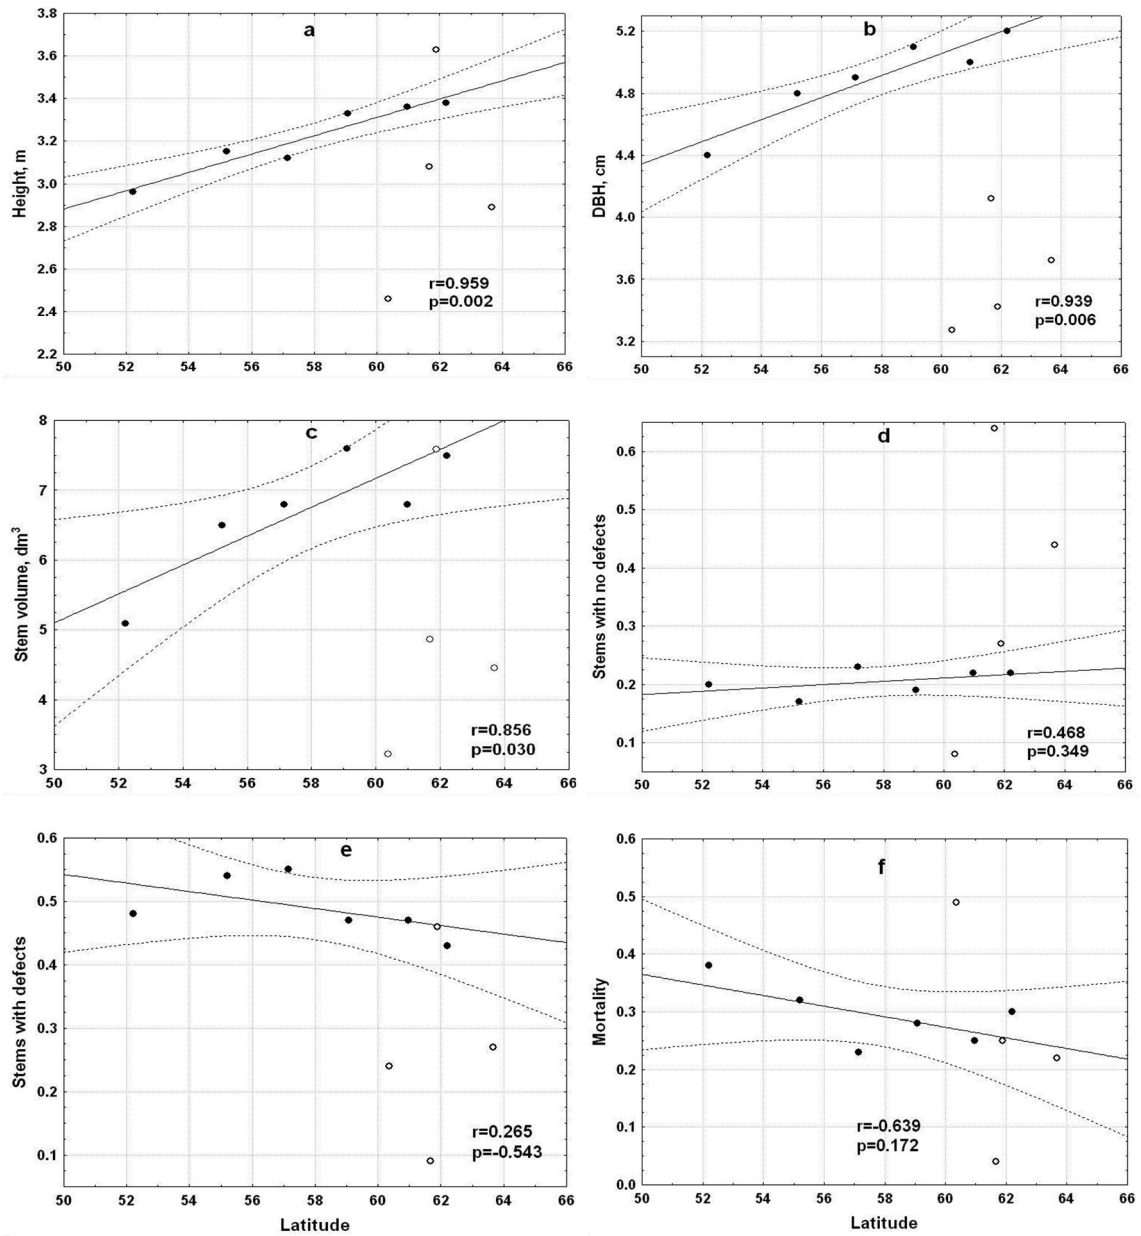 a
3.8
3.6
3.4
3.2
3.0
2.8
2.6
2.4
2.2
Height, m
r=0.959
p=0.002
50 52 54 56 58 60 62 64 66
b
5.2
4.8
4.4
4.0
3.6
3.2
DBH, cm
r=0.939
p=0.006
50 52 54 56 58 60 62 64 66
c
8
7
6
5
4
3
Stem volume, dm³
r=0.856
p=0.030
50 52 54 56 58 60 62 64 66
d
0.6
0.5
0.4
0.3
0.2
0.1
Stems with no defects
r=0.468
p=0.349
50 52 54 56 58 60 62 64 66
e
0.6
0.5
0.4
0.3
0.2
0.1
Stems with defects
r=0.265
p=-0.543
50 52 54 56 58 60 62 64 66
Latitude
f
0.6
0.5
0.4
0.3
0.2
0.1
0.0
Mortality
r=-0.639
p=0.172
50 52 54 56 58 60 62 64 66
Latitude